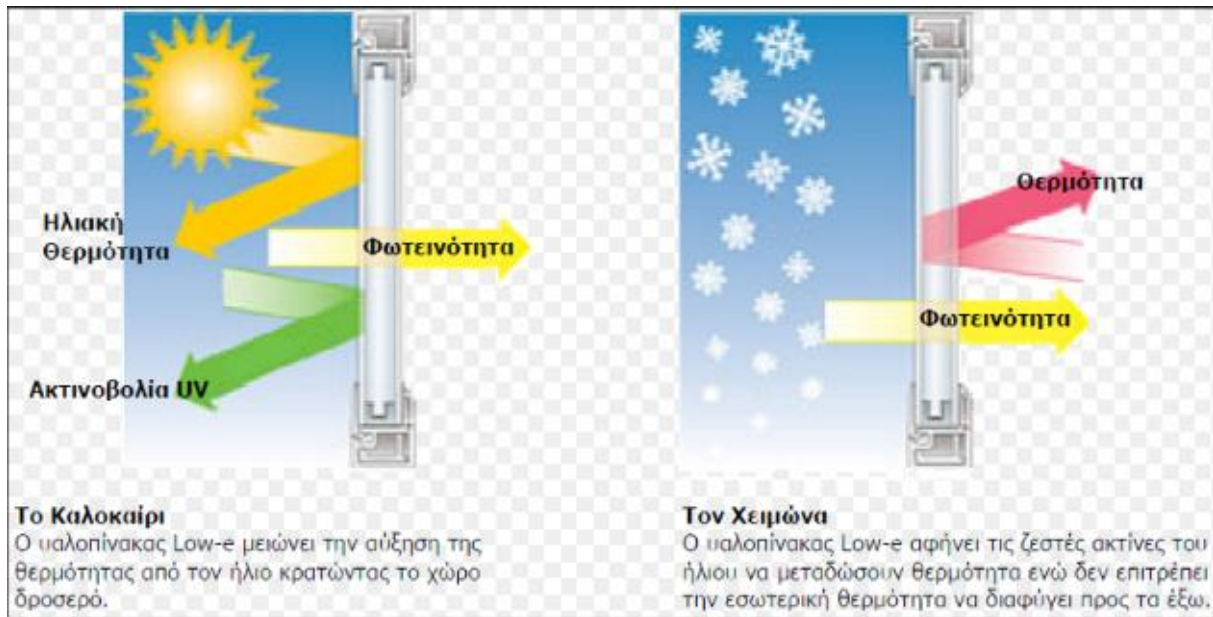 Ηλιακή
Θερμότητα
Φωτεινότητα
Ακτινοβολία UV
Θερμότητα
Φωτεινότητα
Το Καλοκαίρι
Ο υαλοπίνακας Low-e μειώνει την αύξηση της
θερμότητας από τον ήλιο κρατώντας το χώρο
δροσερό.
Τον Χειμώνα
Ο υαλοπίνακας Low-e αφήνει τις ζεστές ακτίνες του
ήλιου να μεταδώσουν θερμότητα ενώ δεν επιτρέπει
την εσωτερική θερμότητα να διαφύγει προς τα έξω.